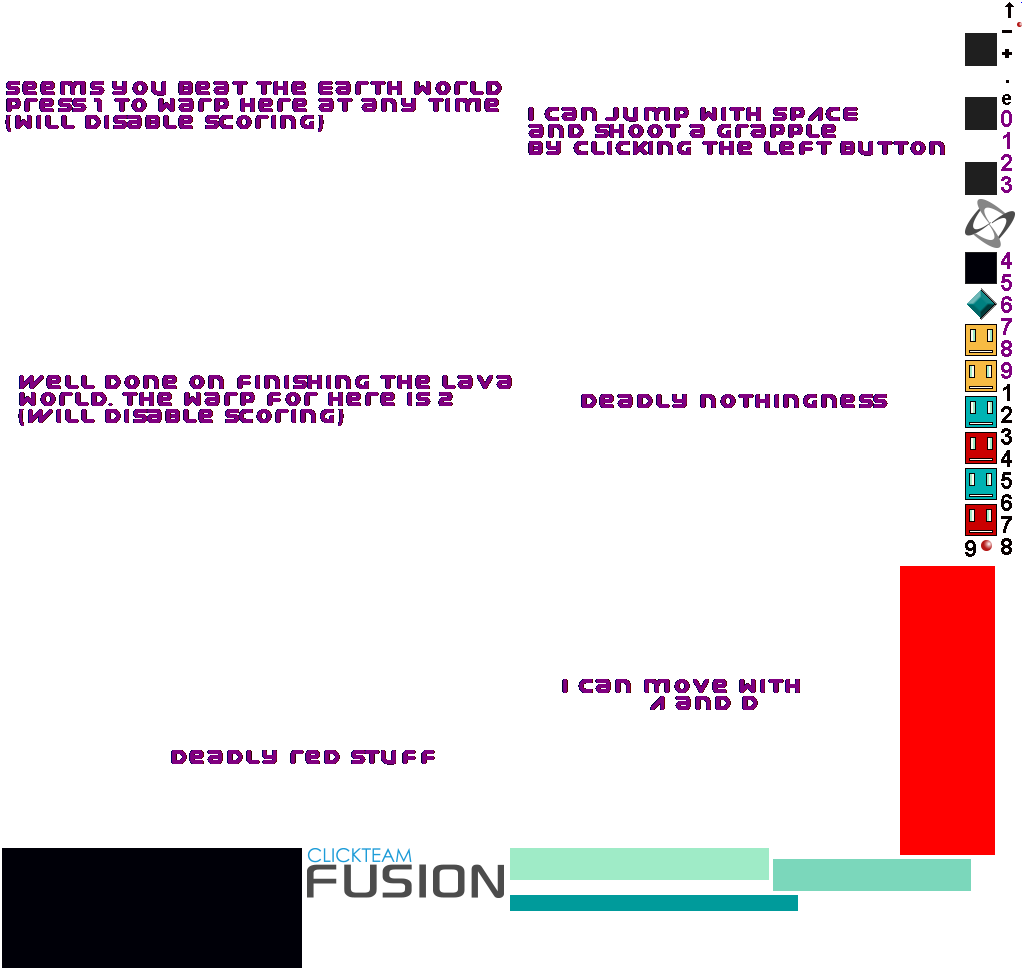 Seems you beat the Earth World
Press 1 to warp here at any time
(Will disable scoring)
I can jump with SPACE
and shoot a grapple
by clicking the left button
Well done on finishing the lava
world. The warp for here is 2
(Will disable scoring)
Deadly nothingness
I can move with
A and D
Deadly red stuff
CLICKTEAM
FUSION
-
+
.
e
0
1
2
3
4
5
6
7
8
9
1
2
3
4
5
6
7
9 8